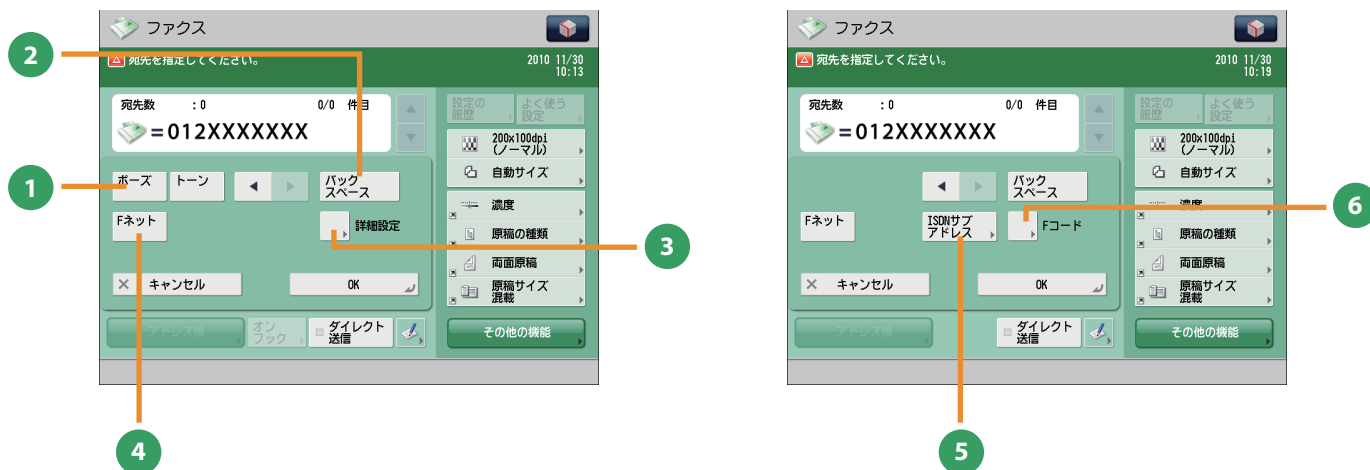 ファクス
宛先を指定してください。
2010 11/30
10:13
宛先数 :0 0/0 件目
=012XXXXXXX
設定の
履歴
よく使う
設定
200x100dpi
(ノーマル)
自動サイズ
ポーズ
トーン
バック
スペース
濃度
Fネット
詳細設定
原稿の種類
両面原稿
キャンセル
OK
原稿サイズ
混載
アドレス帳
オン
フック
ダイレクト
送信
その他の機能
1
2
3
4
ファクス
宛先を指定してください。
2010 11/30
10:19
宛先数 :0 0/0 件目
=012XXXXXXX
設定の
履歴
よく使う
設定
200x100dpi
(ノーマル)
自動サイズ
バック
スペース
濃度
Fネット
ISDNサブ
アドレス
Fコード
原稿の種類
両面原稿
キャンセル
OK
原稿サイズ
混載
アドレス帳
ダイレクト
送信
その他の機能
5
6